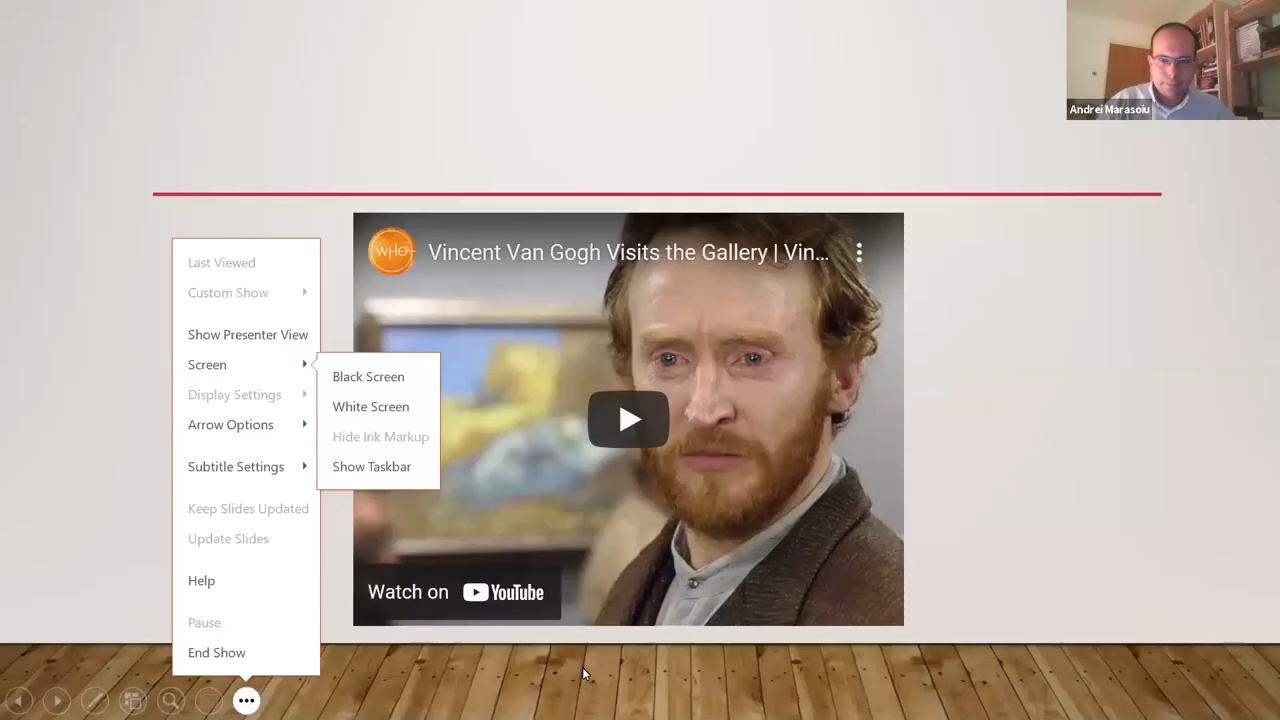 Andrei Marasoiu
WHO
Vincent Van Gogh Visits the Gallery | Vin...
Last Viewed
Custom Show
Show Presenter View
Screen
Display Settings
Arrow Options
Subtitle Settings
Keep Slides Updated
Update Slides
Help
Pause
End Show
Black Screen
White Screen
Hide Ink Markup
Show Taskbar
Watch on YouTube